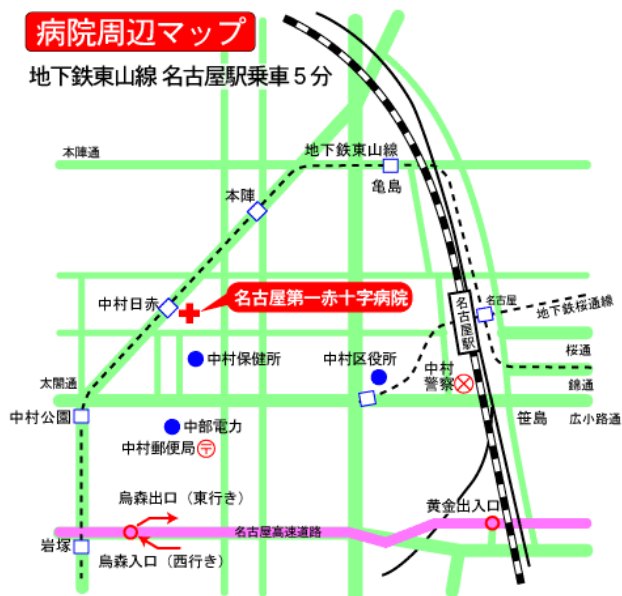 病院周辺マップ
地下鉄東山線 名古屋駅乗車５分
本陣通
地下鉄東山線
亀島
本陣
名古屋第一赤十字病院
中村日赤
名古屋
名古屋駅
地下鉄桜通線
中村保健所
中村区役所
中村
警察
桜通
太閤通
錦通
中村公園
中部電力
笹島
広小路通
中村郵便局
烏森出口（東行き）
黄金出入口
名古屋高速道路
岩塚
烏森入口（西行き）